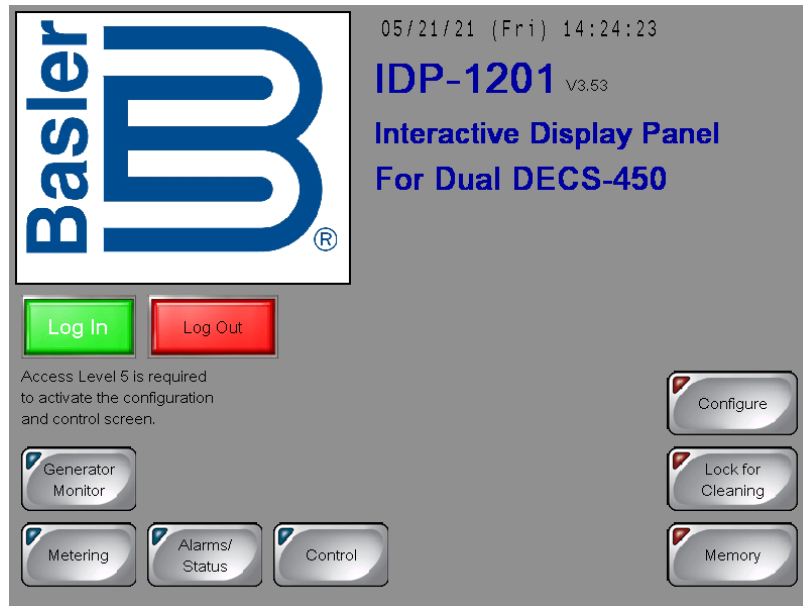 Basler
®
05/21/21 (Fri) 14:24:23
IDP-1201 V3.53
Interactive Display Panel
For Dual DECS-450
Log In
Log Out
Access Level 5 is required
to activate the configuration
and control screen.
Configure
Generator
Monitor
Lock for
Cleaning
Metering
Alarms/
Status
Control
Memory